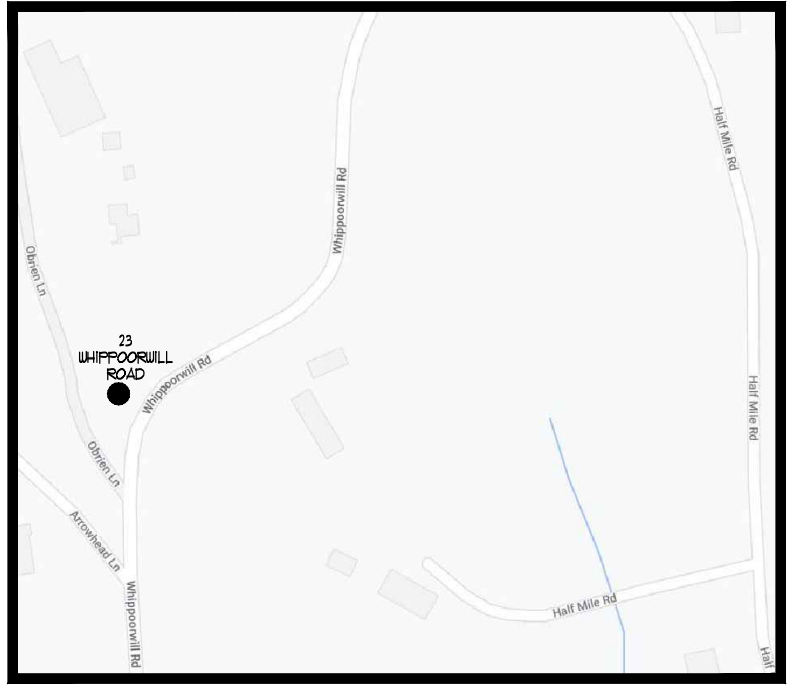 Half Mile Rd
Whippoorwill Rd
Obrien Ln
23
WHIPPOORWILL
ROAD
Whippoorwill Rd
Half Mile Rd
Obrien Ln
Arrowhead Ln
Whippoorwill Rd
Half Mile Rd
Half